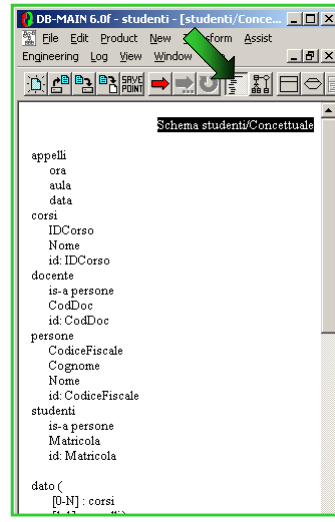 DB-MAIN 6.0f - studenti - [studenti/Conce...
File Edit Product New Transform Assist
Engineering Log View Window
SAVE
POINT
Schema studenti/Concettuale
appelli
ora
aula
data
corsi
IDCorso
Nome
id: IDCorso
docente
is-a persone
CodDoc
id: CodDoc
persone
CodiceFiscale
Cognome
Nome
id: CodiceFiscale
studenti
is-a persone
Matricola
id: Matricola
dato (
[0-N] : corsi